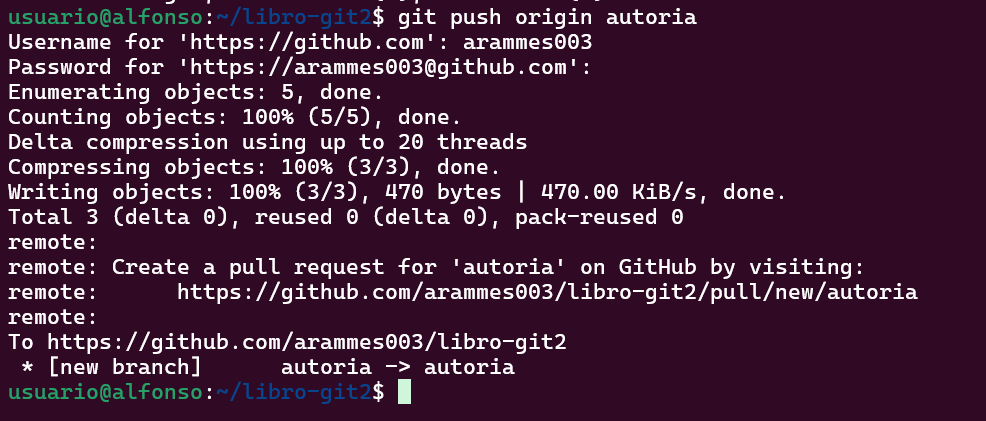 usuario@alfonso:~/libro-git2$ git push origin autoria
Username for 'https://github.com': arammes003
Password for 'https://arammes003@github.com':
Enumerating objects: 5, done.
Counting objects: 100% (5/5), done.
Delta compression using up to 20 threads
Compressing objects: 100% (3/3), done.
Writing objects: 100% (3/3), 470 bytes | 470.00 KiB/s, done.
Total 3 (delta 0), reused 0 (delta 0), pack-reused 0
remote:
remote: Create a pull request for 'autoria' on GitHub by visiting:
remote:      https://github.com/arammes003/libro-git2/pull/new/autoria
remote:
To https://github.com/arammes003/libro-git2
 * [new branch]      autoria -> autoria
usuario@alfonso:~/libro-git2$